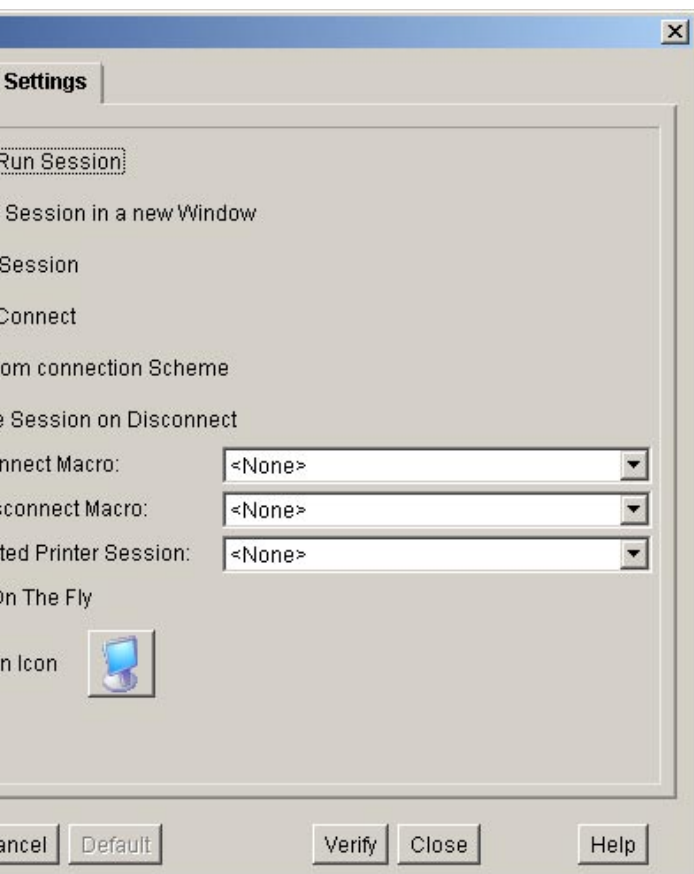 Settings
Run Session
Session in a new Window
Session
Connect
om connection Scheme
e Session on Disconnect
nnect Macro: <None>
sconnect Macro: <None>
ted Printer Session: <None>
On The Fly
n Icon
ancel Default Verify Close Help